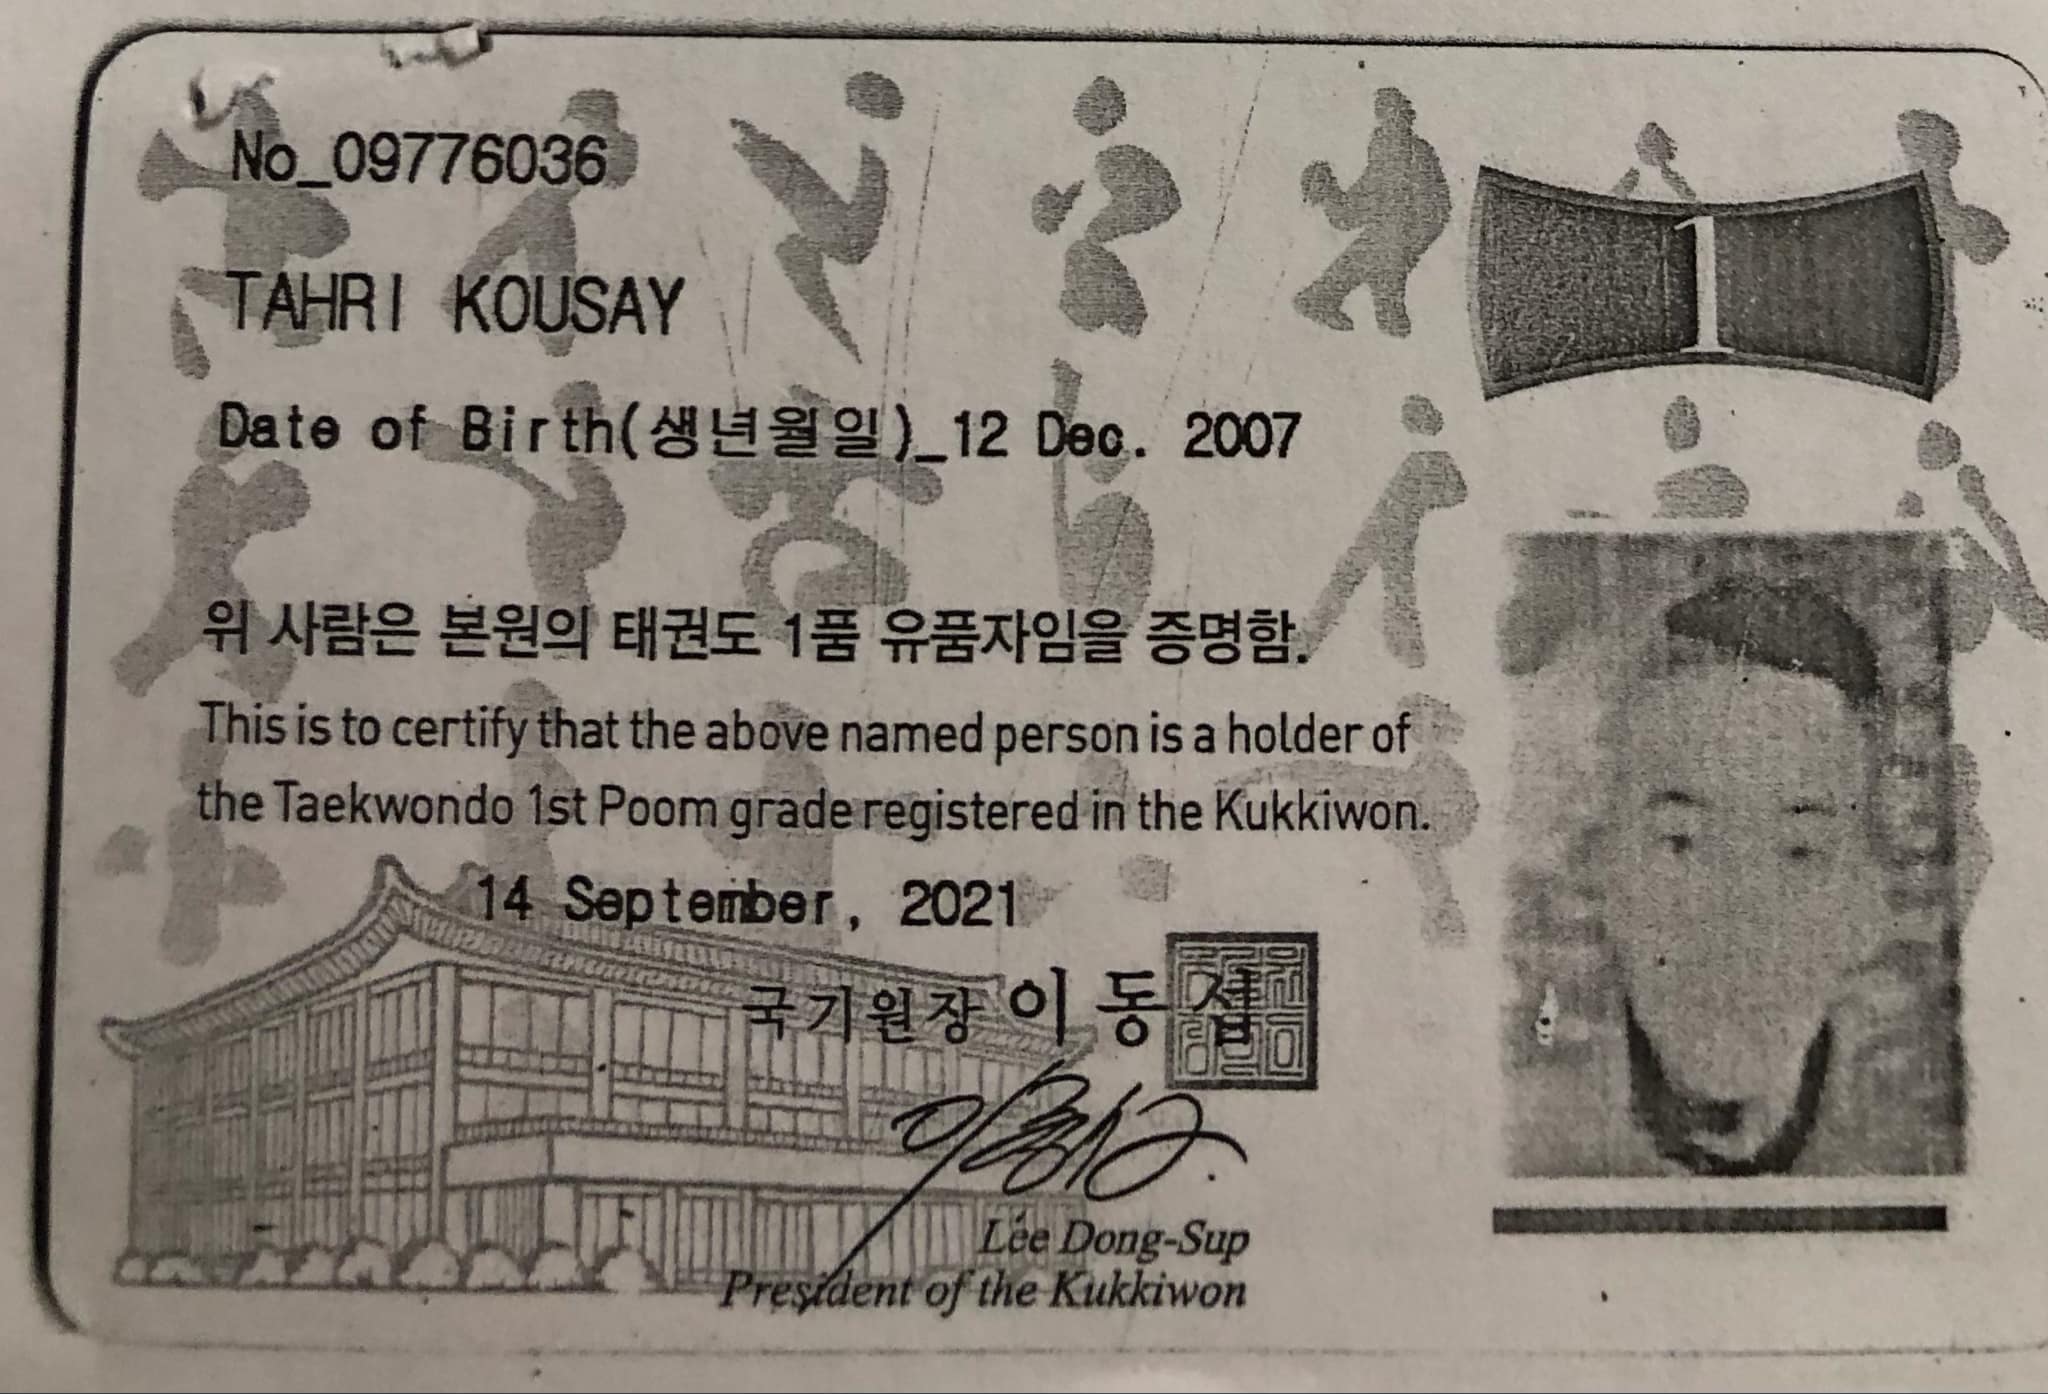 No_09776036
1
TAHRI KOUSAY
Date of Birth(생년월일)_12 Dec. 2007
위 사람은 본원의 태권도 1품 유품자임을 증명함.
This is to certify that the above named person is a holder of
the Taekwondo 1st Poom grade registered in the Kukkiwon.
14 September, 2021
국기원장 이 동 섭
Lee Dong-Sup
President of the Kukkiwon